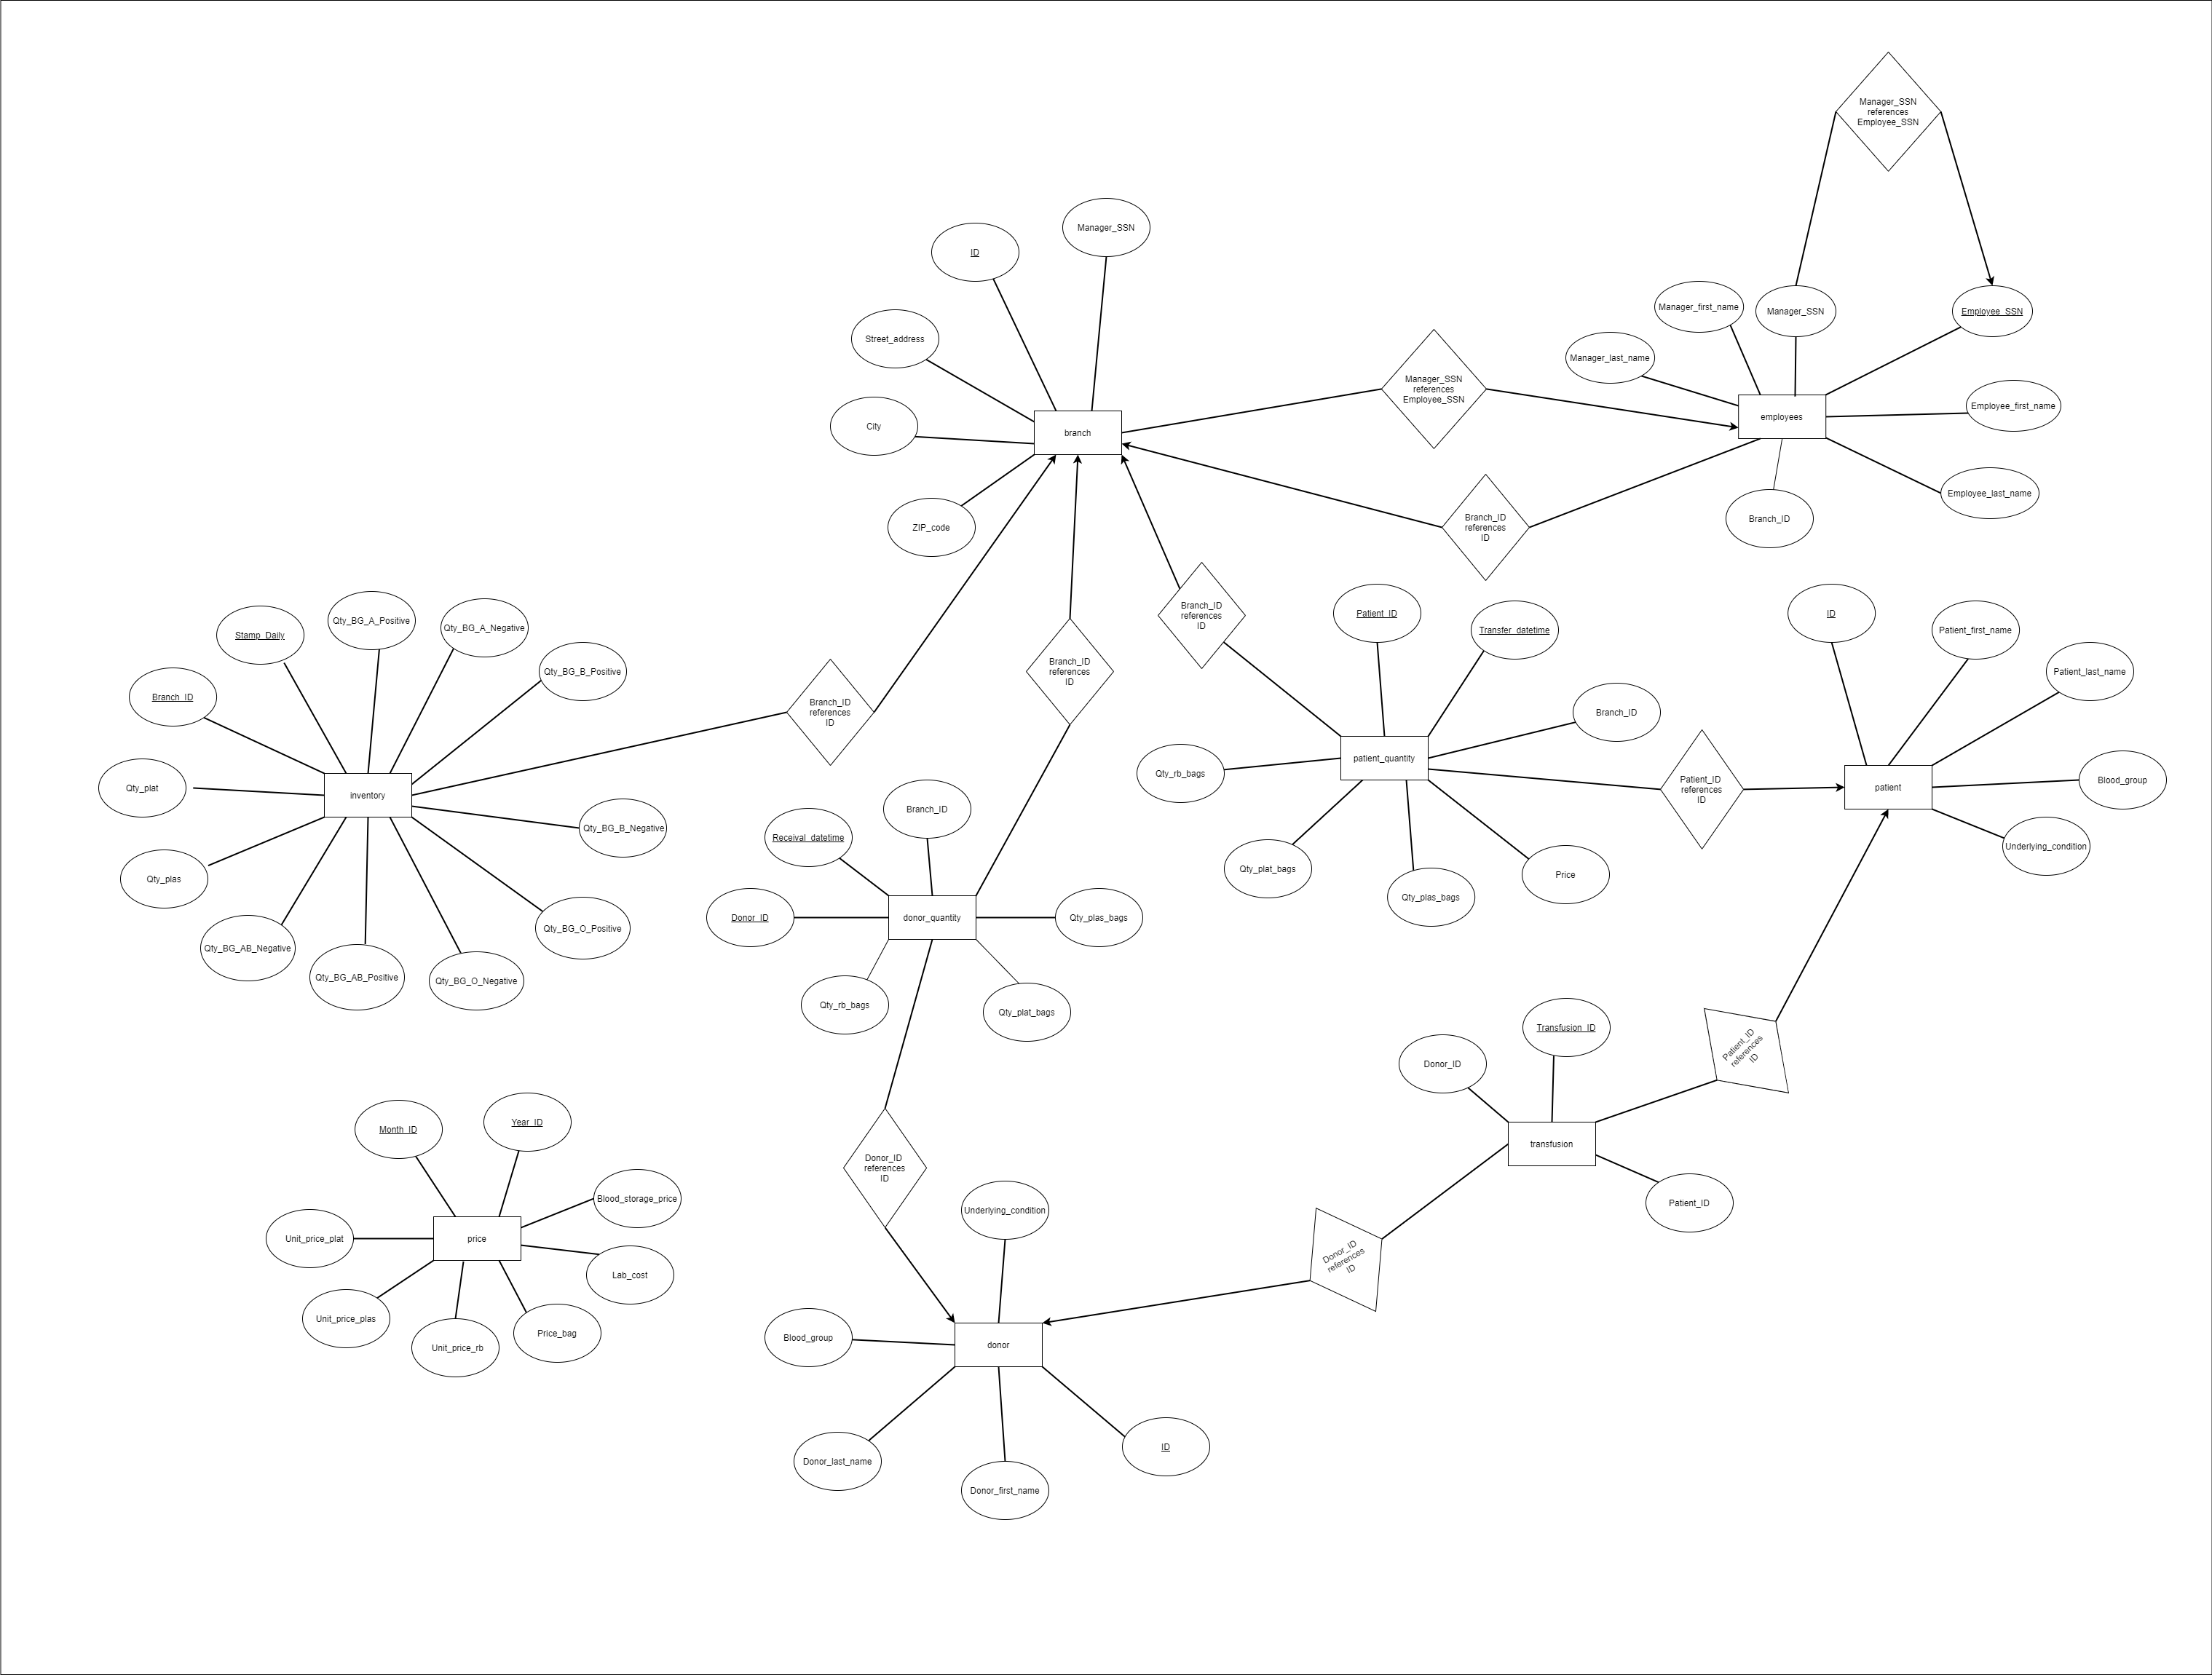 Manager_SSN
references
Employee_SSN
Manager_SSN
ID
Street_address
City
ZIP_code
branch
Manager_SSN
references
Employee_SSN
Manager_first_name
Manager_SSN
Employee_SSN
Manager_last_name
employees
Employee_first_name
Employee_last_name
Branch_ID
Branch_ID
references
ID
Branch_ID
references
ID
Branch_ID
references
ID
Branch_ID
references
ID
Stamp_Daily
Qty_BG_A_Positive
Qty_BG_A_Negative
Qty_BG_B_Positive
Branch_ID
Qty_plat
inventory
Qty_BG_B_Negative
Qty_plas
Qty_BG_AB_Negative
Qty_BG_AB_Positive
Qty_BG_O_Negative
Qty_BG_O_Positive
Branch_ID
Receival_datetime
Donor_ID
donor_quantity
Qty_plas_bags
Qty_rb_bags
Qty_plat_bags
Patient_ID
Transfer_datetime
Branch_ID
Qty_rb_bags
patient_quantity
Qty_plat_bags
Qty_plas_bags
Price
Patient_ID
references
ID
ID
Patient_first_name
Patient_last_name
patient
Blood_group
Underlying_condition
Patient_ID
references
ID
Transfusion_ID
Donor_ID
transfusion
Patient_ID
Donor_ID
references
ID
Donor_ID
references
ID
Month_ID
Year_ID
Blood_storage_price
Unit_price_plat
price
Lab_cost
Unit_price_plas
Unit_price_rb
Price_bag
Underlying_condition
Blood_group
donor
Donor_last_name
Donor_first_name
ID